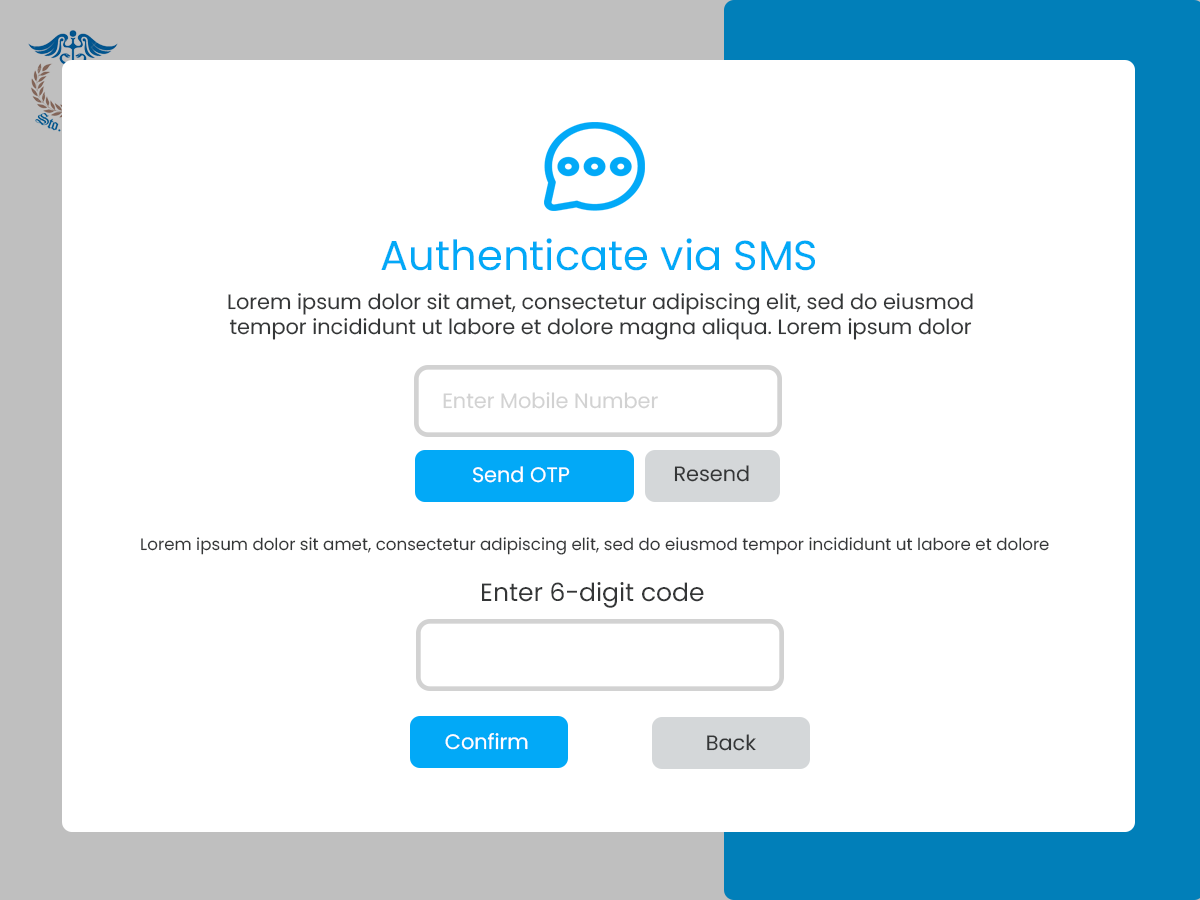 Sto.
Authenticate via SMS
Lorem ipsum dolor sit amet, consectetur adipiscing elit, sed do eiusmod
tempor incididunt ut labore et dolore magna aliqua. Lorem ipsum dolor
Enter Mobile Number
Send OTP
Resend
Lorem ipsum dolor sit amet, consectetur adipiscing elit, sed do eiusmod tempor incididunt ut labore et dolore
Enter 6-digit code
Confirm
Back